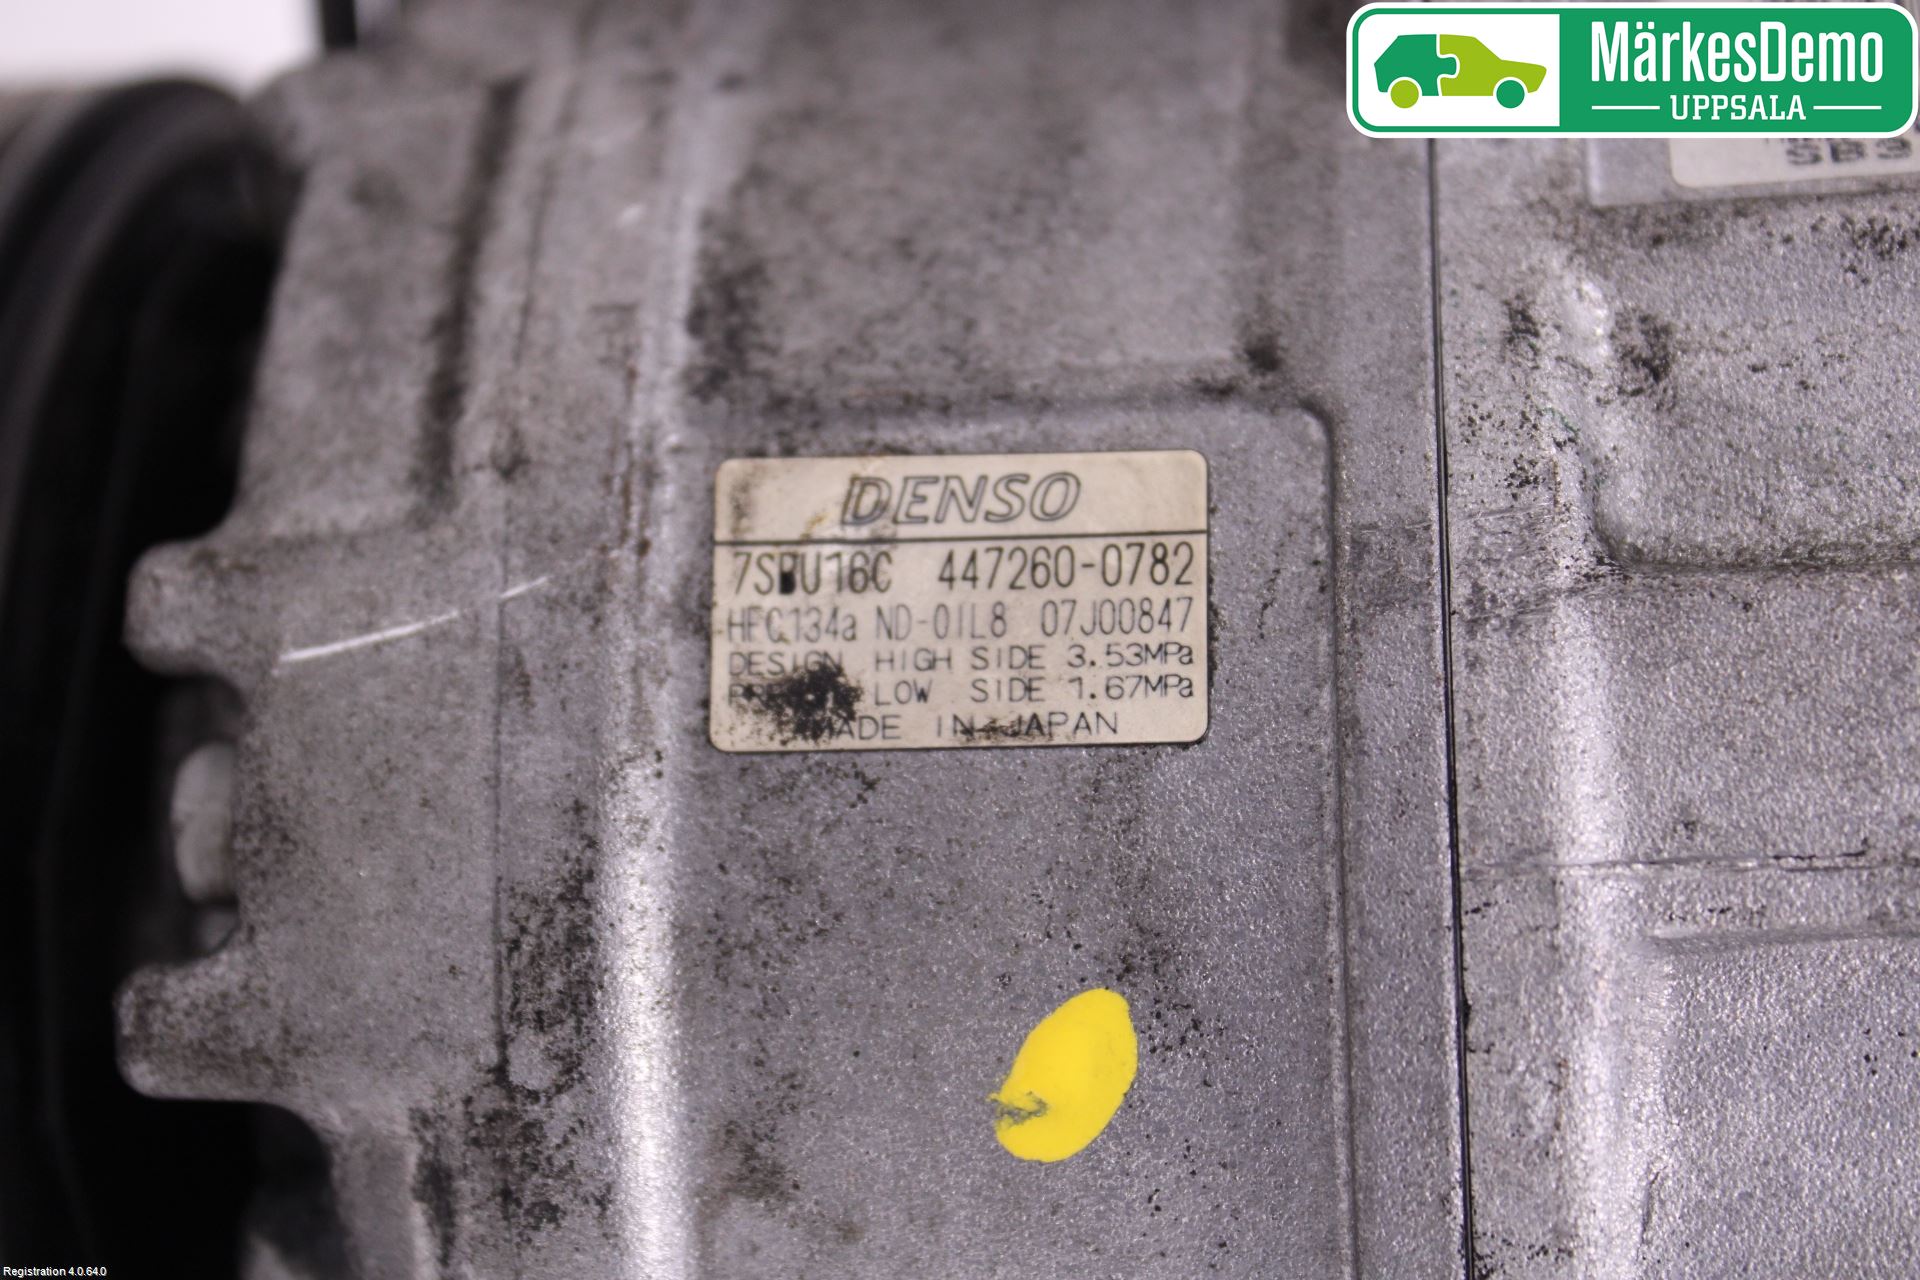 MärkesDemo
UPPSALA
SB3
DENSO
7SBU16C 447260-0782
HFC134a ND-OIL8 07J00847
DESIGN HIGH SIDE 3.53MPa
LOW SIDE 1.67MPa
MADE IN JAPAN
Registration 4.0.64.0